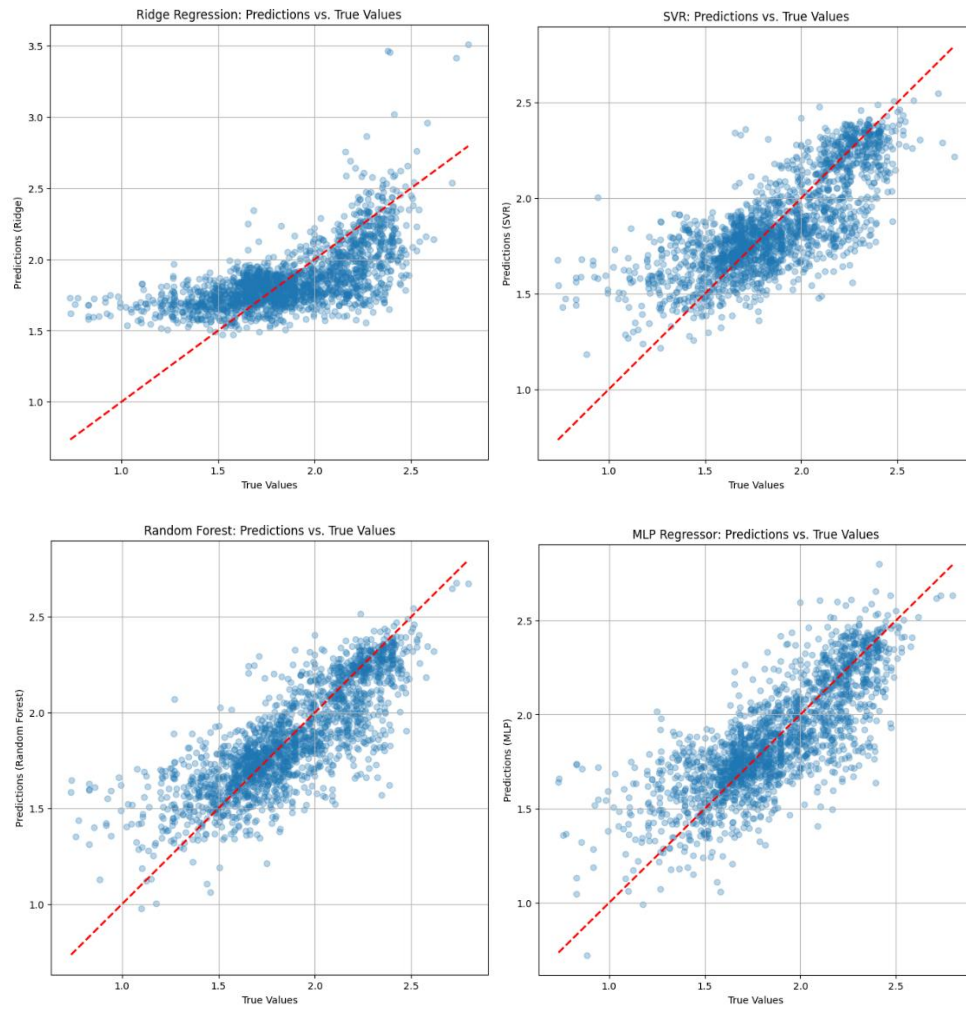 Ridge Regression: Predictions vs. True Values
Predictions (Ridge)
3.5
3.0
2.5
2.0
1.5
1.0
1.0 1.5 2.0 2.5
True Values
SVR: Predictions vs. True Values
Predictions (SVR)
2.5
2.0
1.5
1.0
1.0 1.5 2.0 2.5
True Values
Random Forest: Predictions vs. True Values
Predictions (Random Forest)
2.5
2.0
1.5
1.0
1.0 1.5 2.0 2.5
True Values
MLP Regressor: Predictions vs. True Values
Predictions (MLP)
2.5
2.0
1.5
1.0
1.0 1.5 2.0 2.5
True Values